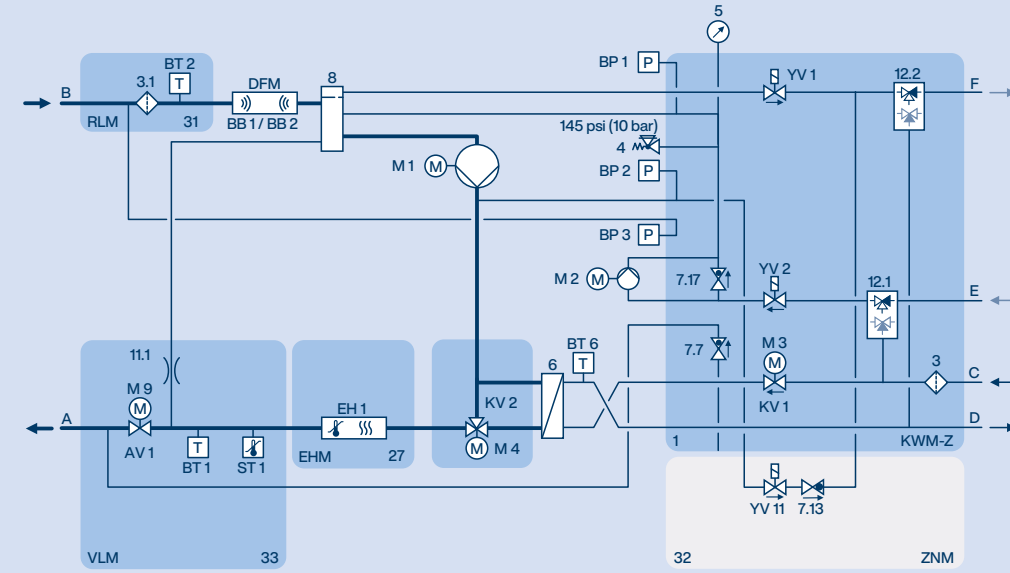 5
BT 2
3.1
T
B
RLM
31
DFM
BB 1 / BB 2
8
BP 1
P
YV 1
12.2
F
145 psi (10 bar)
4
M 1
M
BP 2
P
BP 3
P
M 2
M
7.17
YV 2
12.1
E
11.1
M 9
M
A
AV 1
T
BT 1
ST 1
VLM
33
EH 1
EHM
27
KV 2
M
M 4
6
BT 6
T
7.7
M 3
M
KV 1
3
C
D
1
KWM-Z
YV 11
7.13
32
ZNM